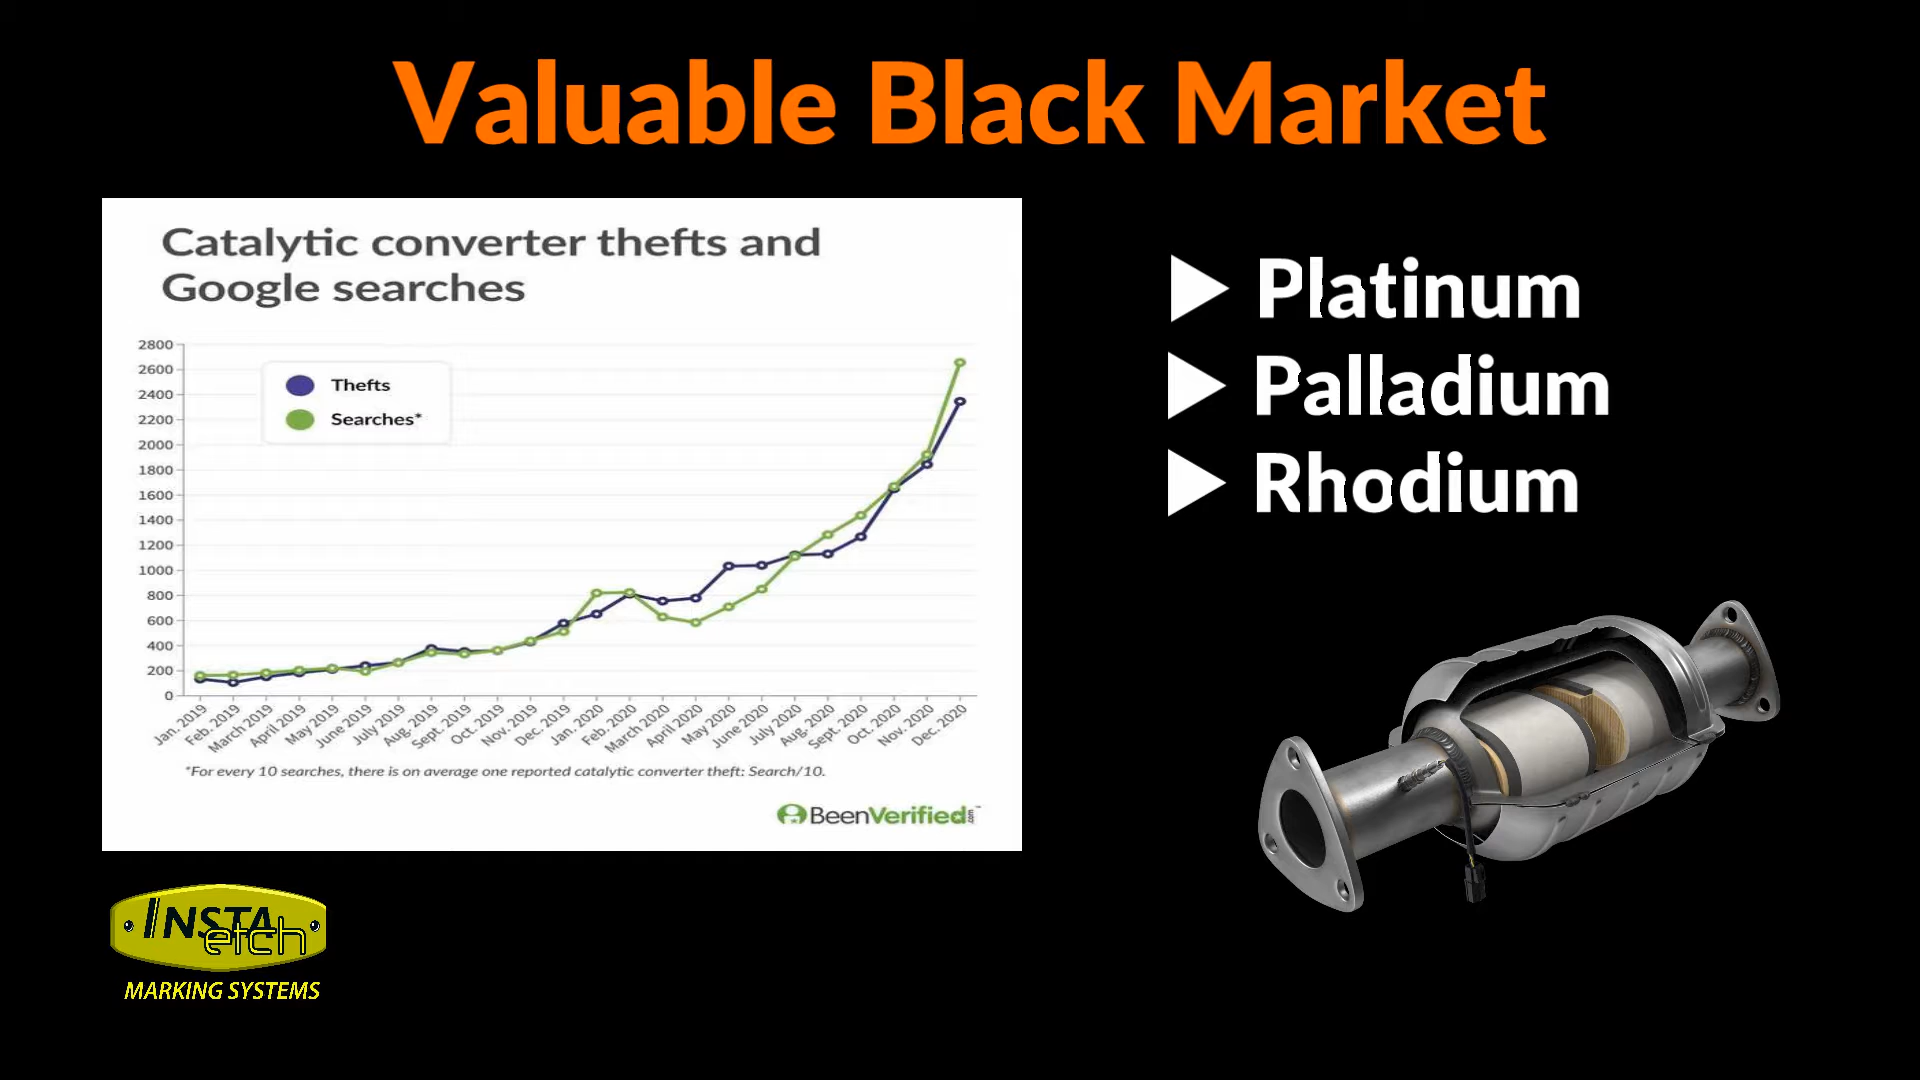 Valuable Black Market
Catalytic converter thefts and
Google searches
2800
2600
2400
2200
2000
1800
1600
1400
1200
1000
800
600
400
200
0
Thefts
Searches*
Jan. 2019
Feb. 2019
March 2019
April 2019
May 2019
June 2019
July 2019
Aug. 2019
Sept. 2019
Oct. 2019
Nov. 2019
Dec. 2019
Jan. 2020
Feb. 2020
March 2020
April 2020
May 2020
June 2020
July 2020
Aug. 2020
Sept. 2020
Oct. 2020
Nov. 2020
Dec. 2020
*For every 10 searches, there is on average one reported catalytic converter theft: Search/10.
BeenVerified.com™
▶ Platinum
▶ Palladium
▶ Rhodium
INSTA
etch
MARKING SYSTEMS